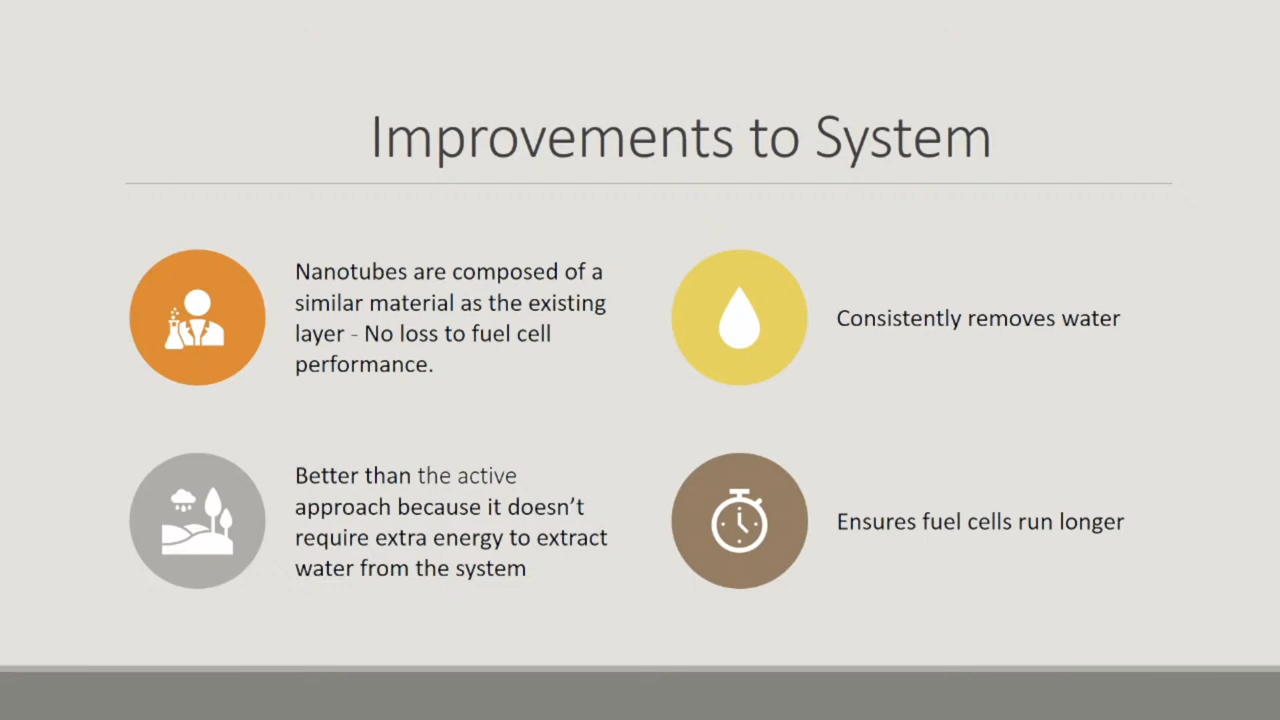 Improvements to System
Nanotubes are composed of a
similar material as the existing
layer - No loss to fuel cell
performance.
Consistently removes water
Better than the active
approach because it doesn’t
require extra energy to extract
water from the system
Ensures fuel cells run longer